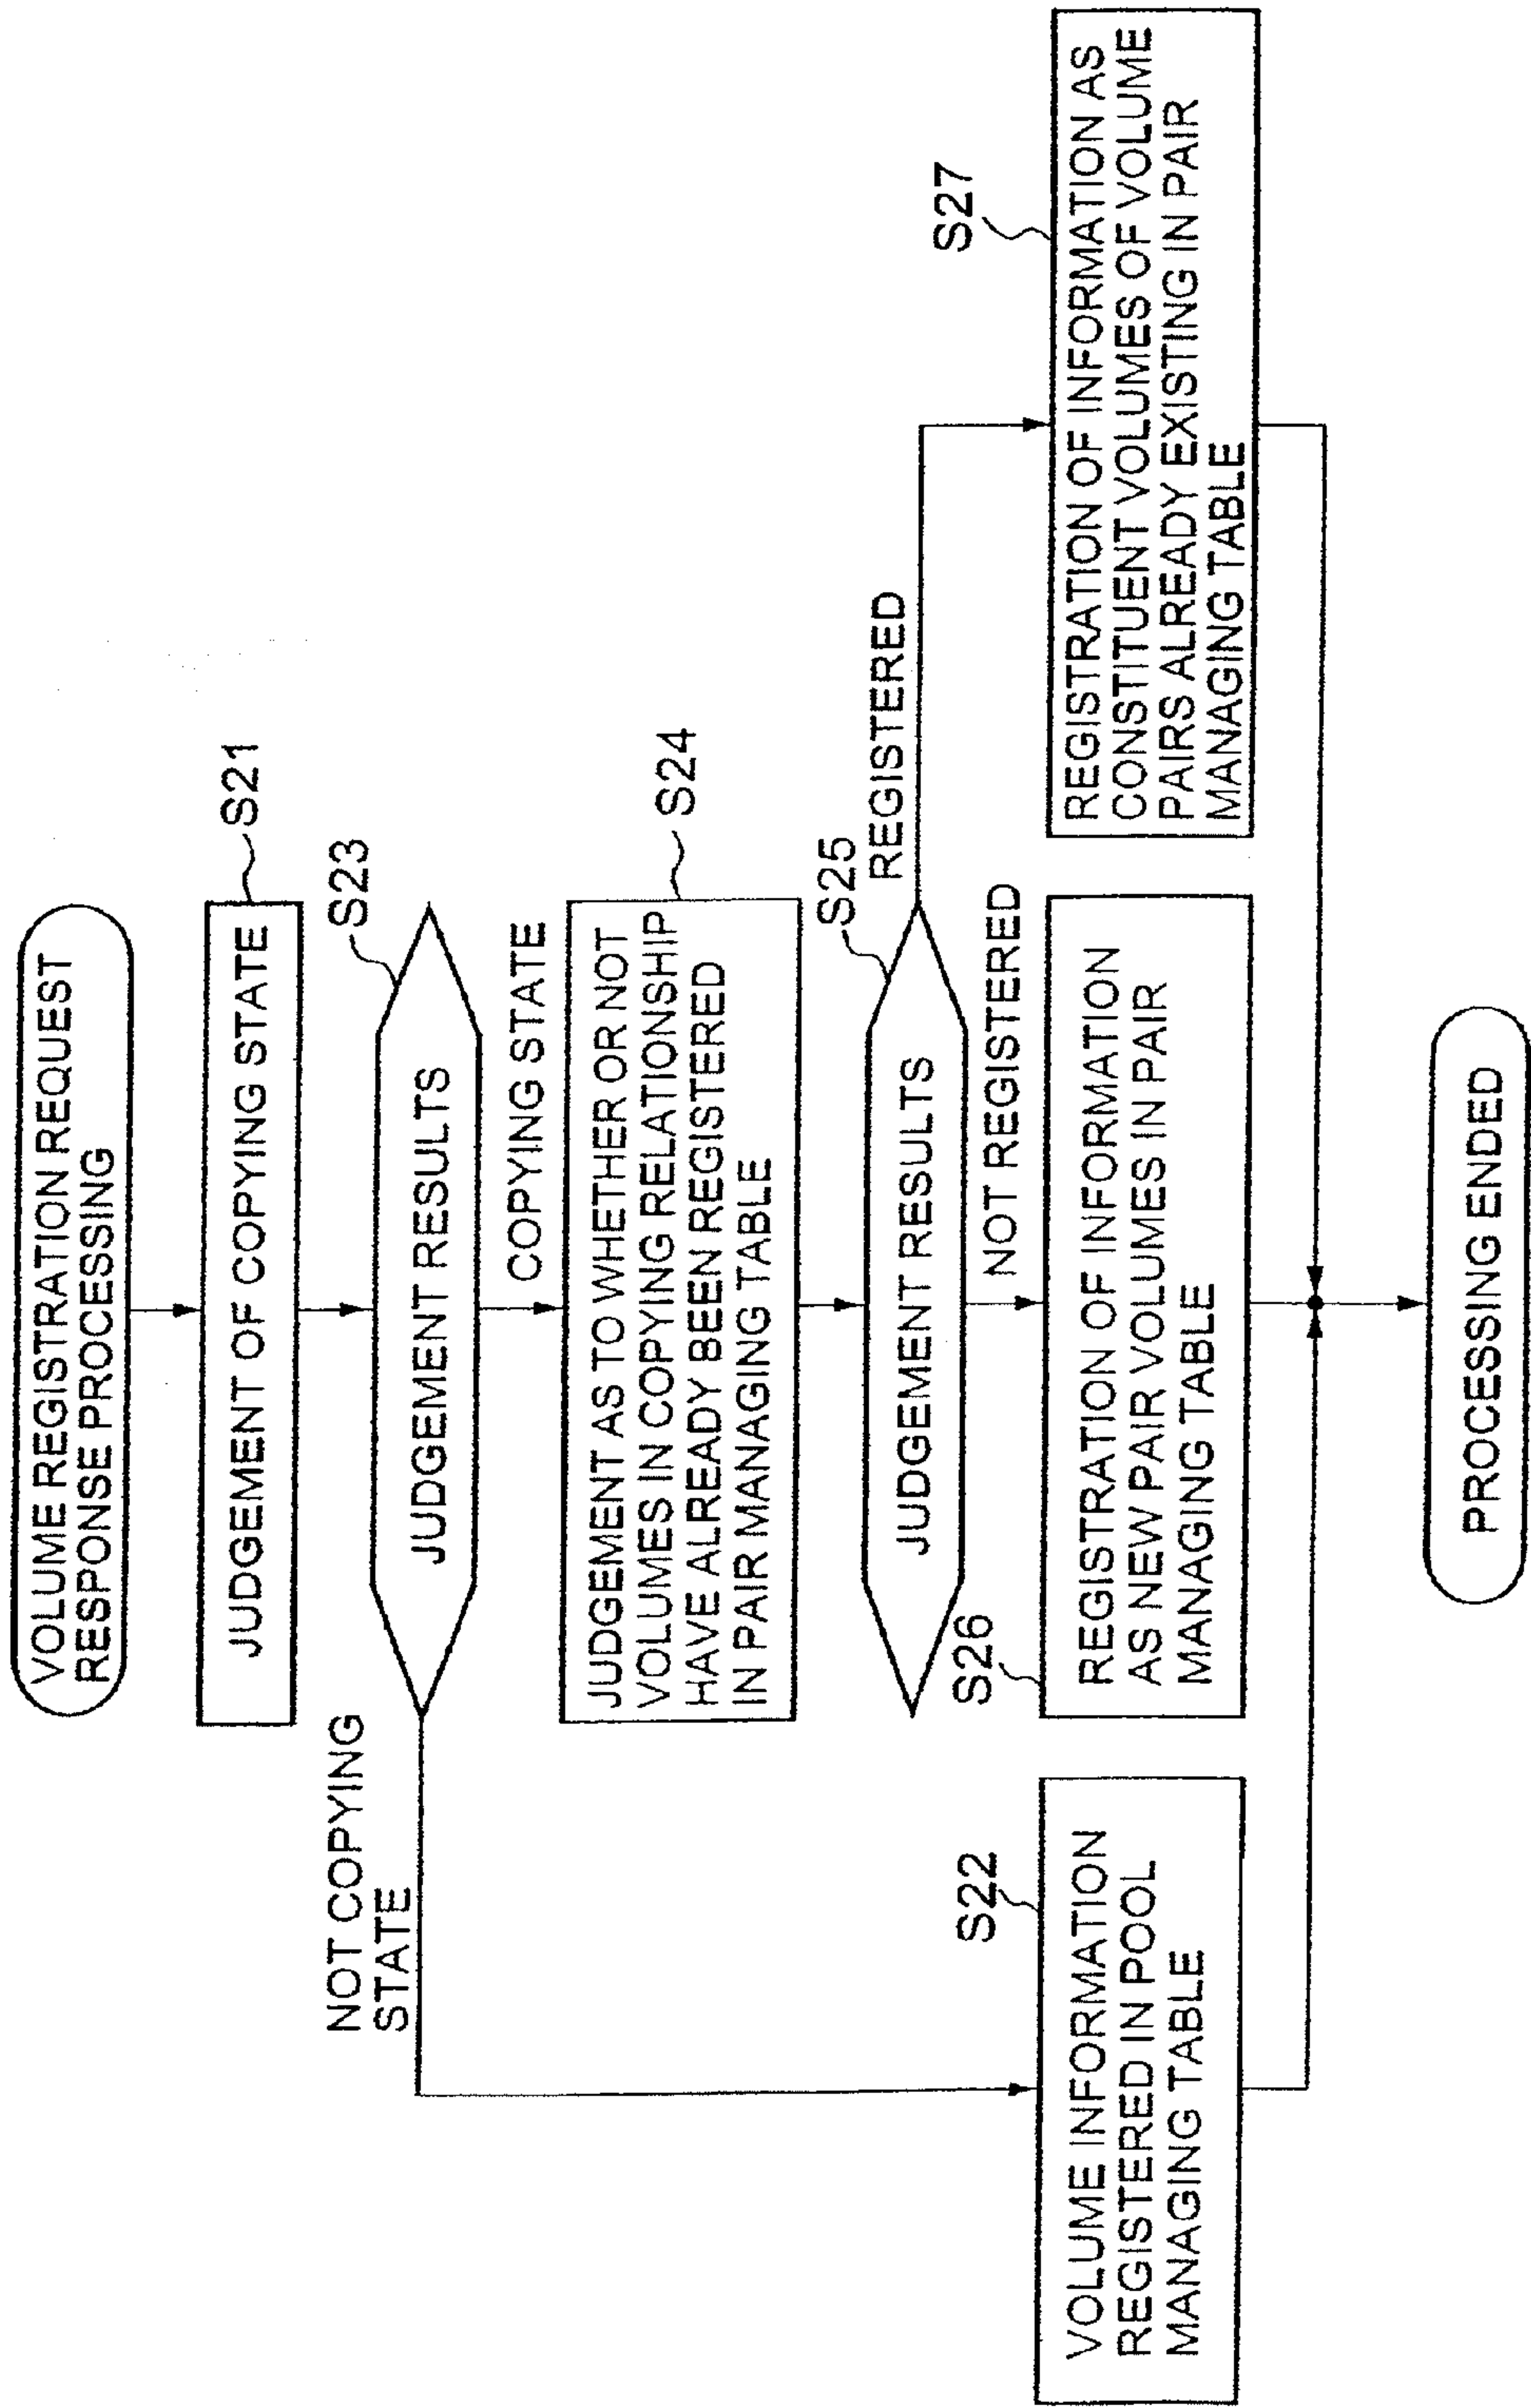 VOLUME REGISTRATION REQUEST
RESPONSE PROCESSING
S21
JUDGEMENT OF COPYING STATE
S23
JUDGEMENT RESULTS
NOT COPYING
STATE
COPYING STATE
S24
JUDGEMENT AS TO WHETHER OR NOT
VOLUMES IN COPYING RELATIONSHIP
HAVE ALREADY BEEN REGISTERED
IN PAIR MANAGING TABLE
S25
JUDGEMENT RESULTS
REGISTERED
NOT REGISTERED
S22
VOLUME INFORMATION
REGISTERED IN POOL
MANAGING TABLE
S26
REGISTRATION OF INFORMATION
AS NEW PAIR VOLUMES IN PAIR
MANAGING TABLE
S27
REGISTRATION OF INFORMATION AS
CONSTITUENT VOLUMES OF VOLUME
PAIRS ALREADY EXISTING IN PAIR
MANAGING TABLE
PROCESSING ENDED